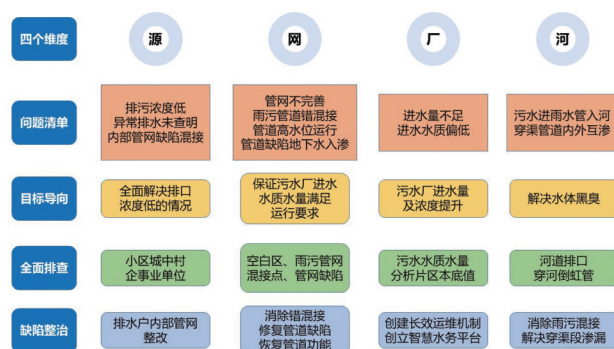 四个维度 源 网 厂 河
问题清单
排污浓度低
异常排水未查明
内部管网缺陷混接
管网不完善
雨污管道错混接
管道高水位运行
管道缺陷地下水入渗
进水量不足
进水水质偏低
污水进雨水管入河
穿渠管道内外互渗
目标导向
全面解决排口
浓度低的情况
保证污水厂进水
水质水量满足
运行要求
污水厂进水量
及浓度提升
解决水体黑臭
全面排查
小区城中村
企事业单位
空白区、雨污管网
混接点、管网缺陷
污水水质水量
分析片区本底值
河道排口
穿河倒虹管
缺陷整治
排水户内部管网
整改
消除错混接
修复管道缺陷
恢复管道功能
创建长效运维机制
创立智慧水务平台
消除雨污混接
解决穿渠段渗漏